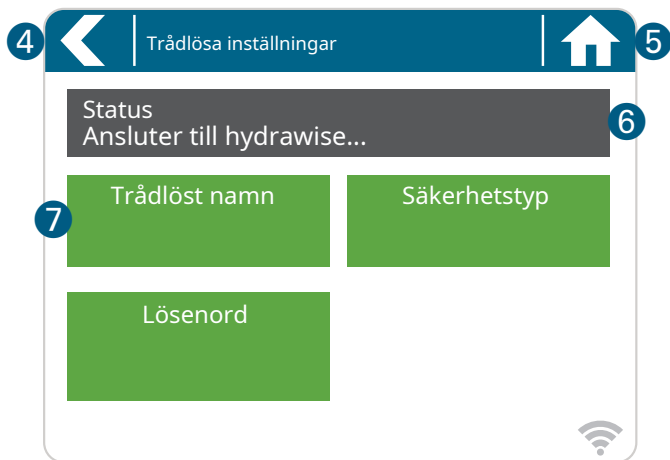 4
Trådlösa inställningar
5
Status
Ansluter till hydrawise...
6
7
Trådlöst namn
Säkerhetstyp
Lösenord